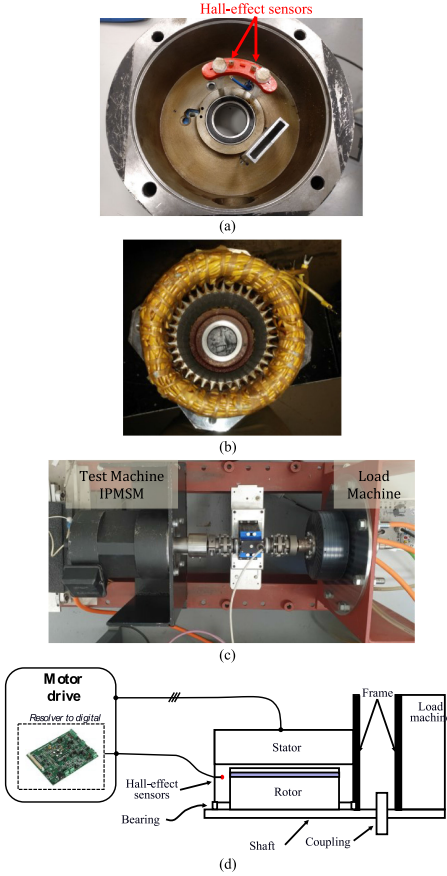 Hall-effect sensors
(a)
(b)
Test Machine
IPMSM
Load
Machine
(c)
Motor
drive
Resolver to digital
Hall-effect
sensors
Bearing
Stator
Rotor
Shaft
Coupling
Frame
Load
machine
(d)